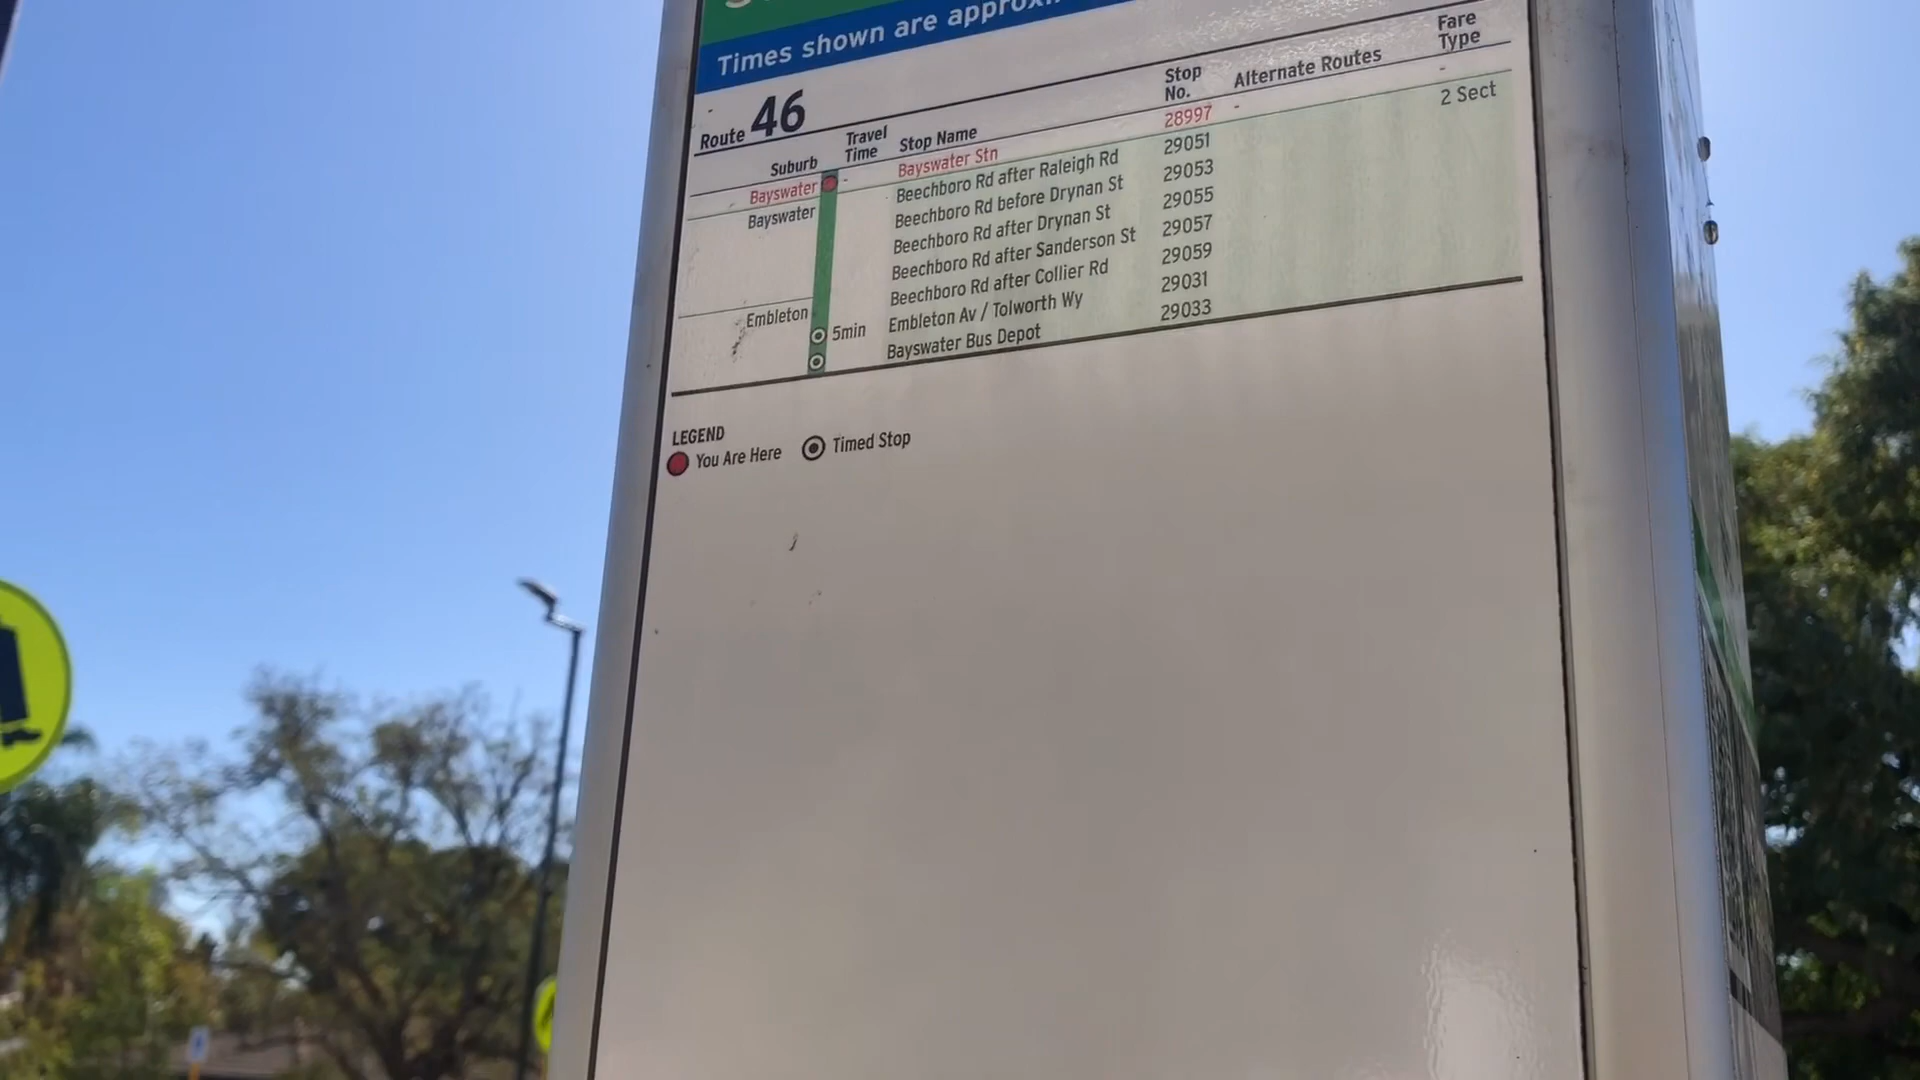 Times shown are
Route 46
Suburb Travel Time Stop Name Stop No. Alternate Routes Fare Type
Bayswater - Bayswater Stn 28997 - -
Bayswater Beechboro Rd after Raleigh Rd 29051 2 Sect
Beechboro Rd before Drynan St 29053
Beechboro Rd after Drynan St 29055
Beechboro Rd after Sanderson St 29057
Beechboro Rd after Collier Rd 29059
Embleton 5min Embleton Av / Tolworth Wy 29031
Bayswater Bus Depot 29033
LEGEND
You Are Here Timed Stop